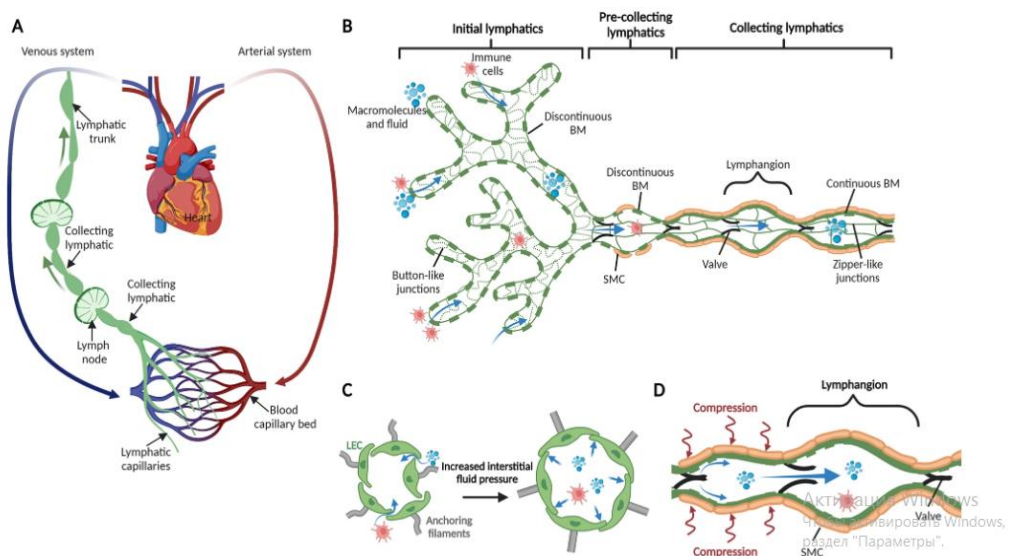 A
Venous system
Arterial system
Lymphatic
trunk
Heart
Collecting
lymphatic
Collecting
lymphatic
Lymph
node
Blood
capillary bed
Lymphatic
capillaries
B
Initial lymphatics
Pre-collecting
lymphatics
Collecting lymphatics
Immune
cells
Macromolecules
and fluid
Discontinuous
BM
Discontinuous
BM
Lymphangion
Continuous BM
Button-like
junctions
SMC
Valve
Zipper-like
junctions
C
LEC
Increased interstitial
fluid pressure
Anchoring
filaments
D
Lymphangion
Compression
Valve
SMC
Compression
Активация Windows
Чтобы активировать Windows,
раздел "Параметры".